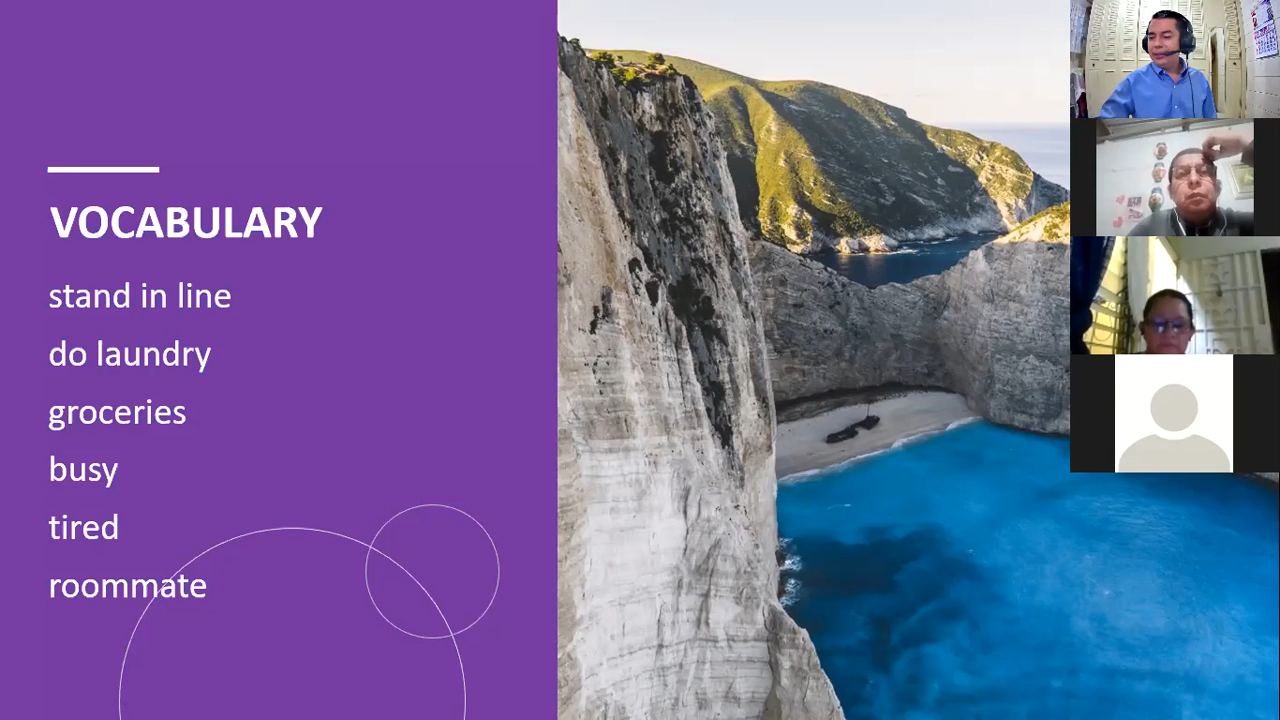 VOCABULARY
stand in line
do laundry
groceries
busy
tired
roommate